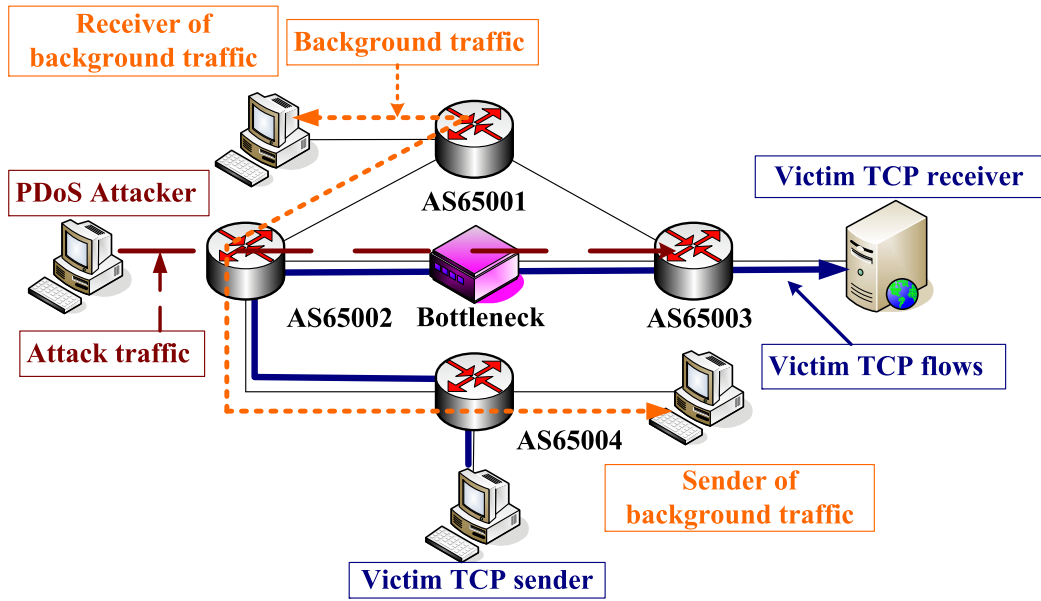 Receiver of
background traffic
Background traffic
PDoS Attacker
AS65001
Victim TCP receiver
AS65002
Bottleneck
AS65003
Attack traffic
Victim TCP flows
AS65004
Sender of
background traffic
Victim TCP sender